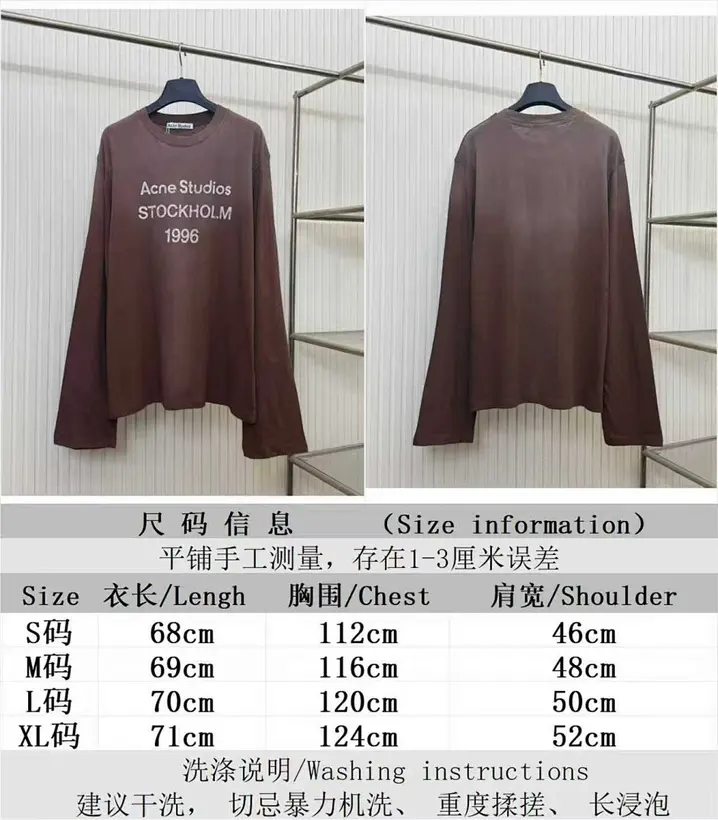 Acne Studios
Acne Studios
STOCKHOLM
1996
尺 码 信 息 （Size information）
平铺手工测量，存在1-3厘米误差
Size 衣长/Lengh 胸围/Chest 肩宽/Shoulder
S码 68cm 112cm 46cm
M码 69cm 116cm 48cm
L码 70cm 120cm 50cm
XL码 71cm 124cm 52cm
洗涤说明/Washing instructions
建议干洗， 切忌暴力机洗、 重度揉搓、 长浸泡